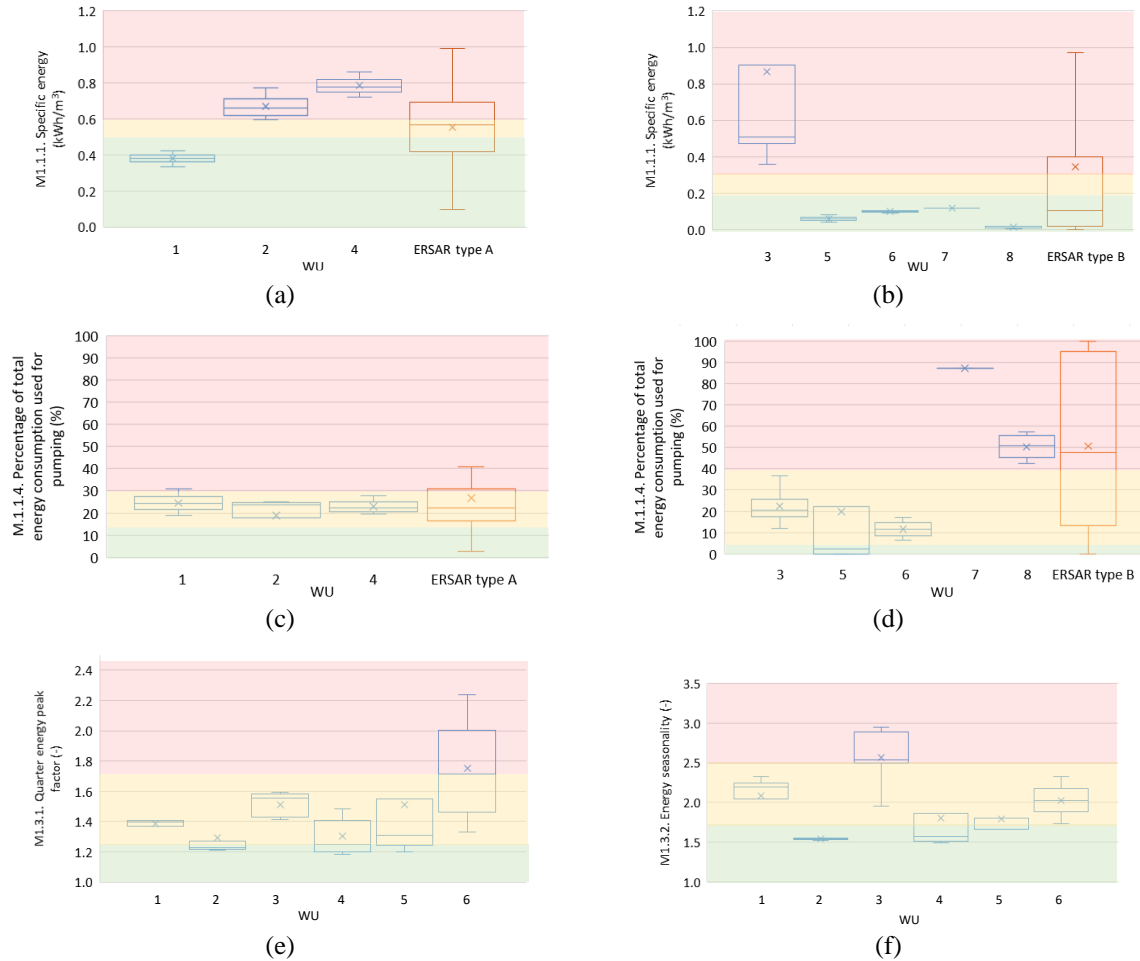 M1.1.1. Specific energy
(kWh/m³)
1.2
1.0
0.8
0.6
0.4
0.2
0.0
1 2 4 ERSAR type A
WU
(a)
M1.1.1. Specific energy
(kWh/m³)
1.2
1.0
0.8
0.6
0.4
0.2
0.0
3 5 6 7 8 ERSAR type B
WU
(b)
M.1.1.4. Percentage of total
energy consumption used for
pumping (%)
100
90
80
70
60
50
40
30
20
10
0
1 2 4 ERSAR type A
WU
(c)
M.1.1.4. Percentage of total
energy consumption used for
pumping (%)
100
90
80
70
60
50
40
30
20
10
0
3 5 6 7 8 ERSAR type B
WU
(d)
M1.3.1. Quarter energy peak
factor (-)
2.4
2.2
2.0
1.8
1.6
1.4
1.2
1.0
1 2 3 4 5 6
WU
(e)
M1.3.2. Energy seasonality (-)
3.5
3.0
2.5
2.0
1.5
1.0
1 2 3 4 5 6
WU
(f)